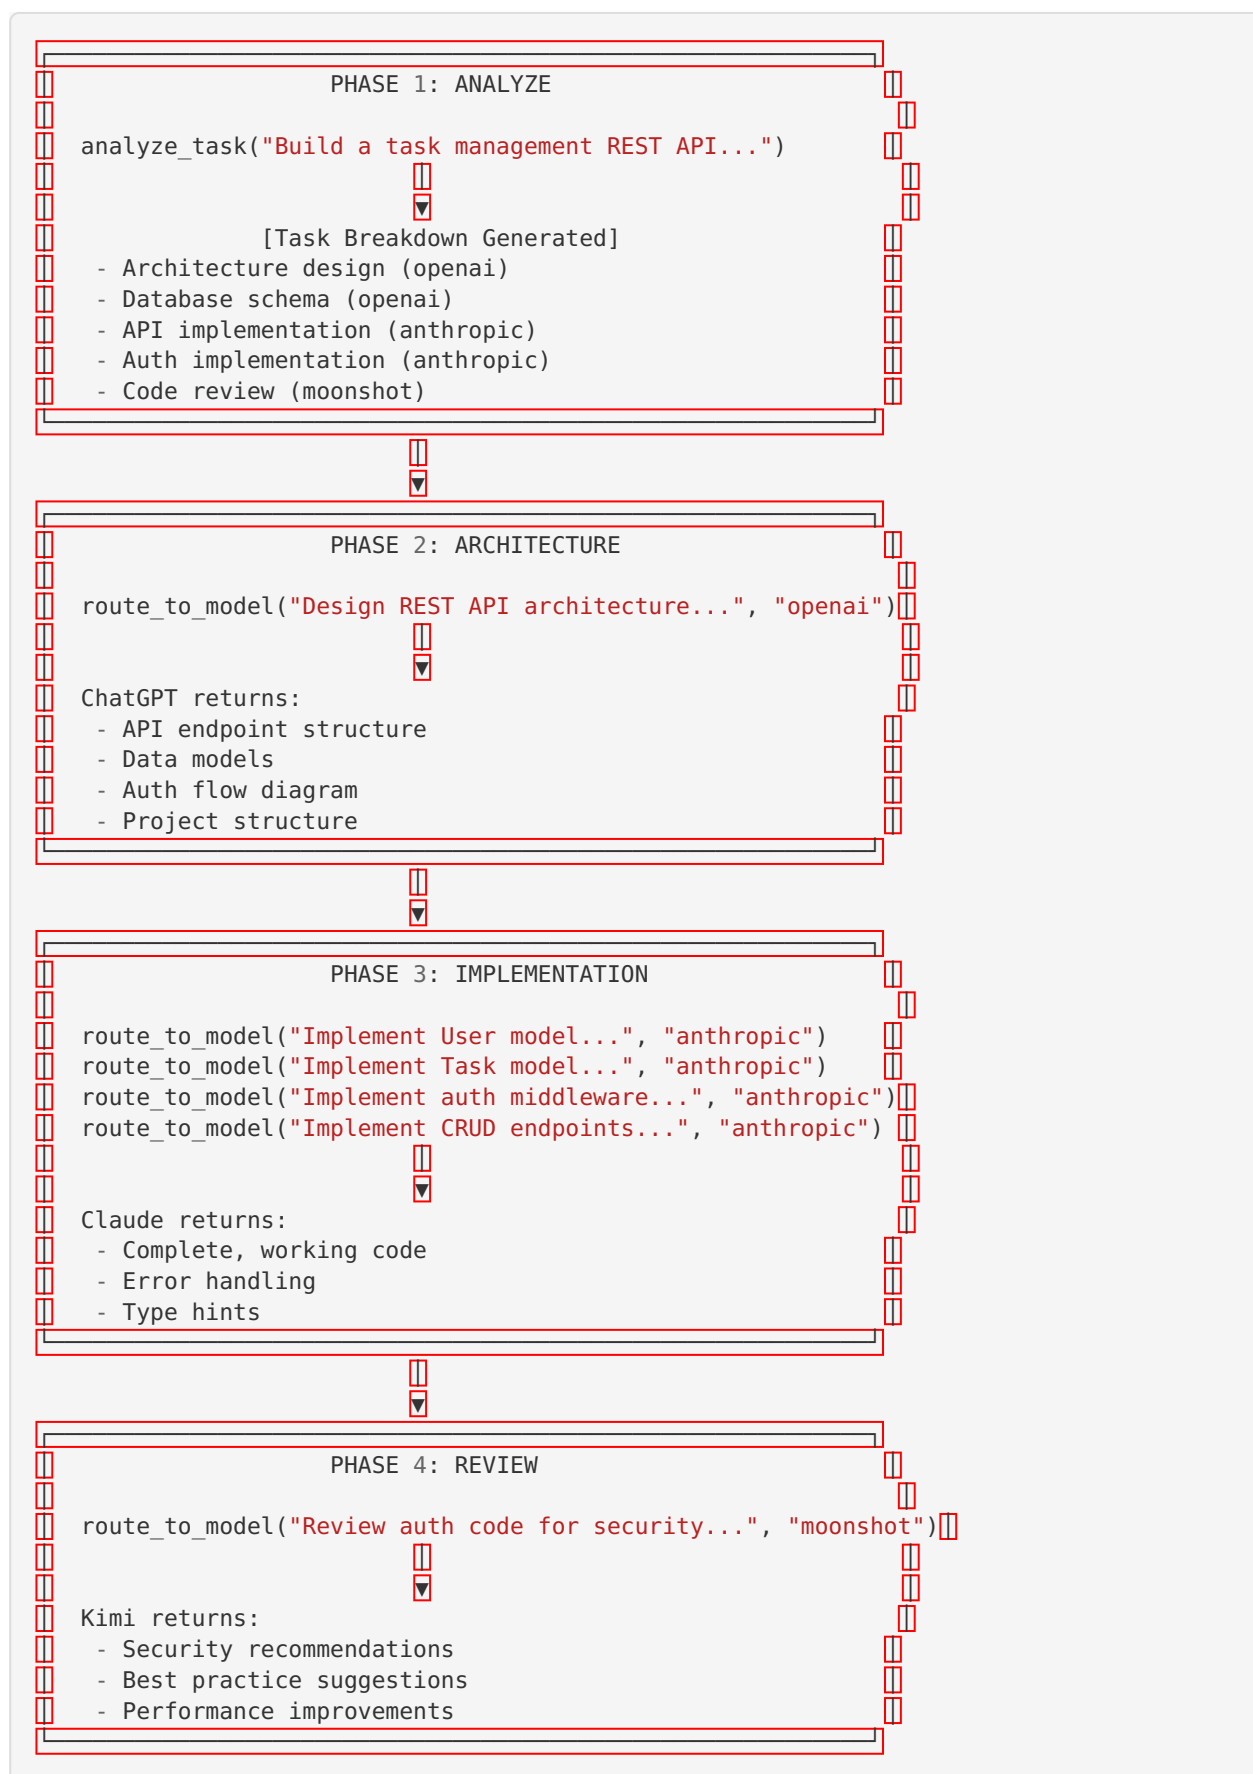 PHASE 1: ANALYZE
analyze_task("Build a task management REST API...")
▼
[Task Breakdown Generated]
- Architecture design (openai)
- Database schema (openai)
- API implementation (anthropic)
- Auth implementation (anthropic)
- Code review (moonshot)
▼
PHASE 2: ARCHITECTURE
route_to_model("Design REST API architecture...", "openai")
▼
ChatGPT returns:
- API endpoint structure
- Data models
- Auth flow diagram
- Project structure
▼
PHASE 3: IMPLEMENTATION
route_to_model("Implement User model...", "anthropic")
route_to_model("Implement Task model...", "anthropic")
route_to_model("Implement auth middleware...", "anthropic")
route_to_model("Implement CRUD endpoints...", "anthropic")
▼
Claude returns:
- Complete, working code
- Error handling
- Type hints
▼
PHASE 4: REVIEW
route_to_model("Review auth code for security...", "moonshot")
▼
Kimi returns:
- Security recommendations
- Best practice suggestions
- Performance improvements